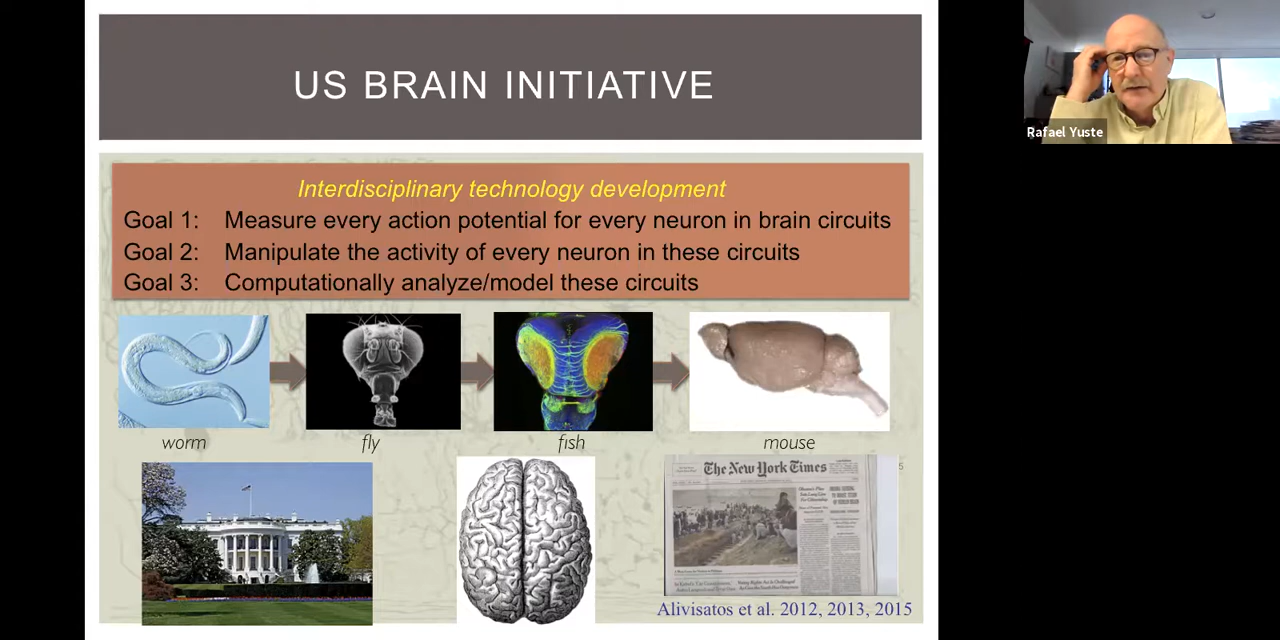 US BRAIN INITIATIVE
Rafael Yuste
Interdisciplinary technology development
Goal 1: Measure every action potential for every neuron in brain circuits
Goal 2: Manipulate the activity of every neuron in these circuits
Goal 3: Computationally analyze/model these circuits
worm
fly
fish
mouse
The New York Times
5
Alivisatos et al. 2012, 2013, 2015